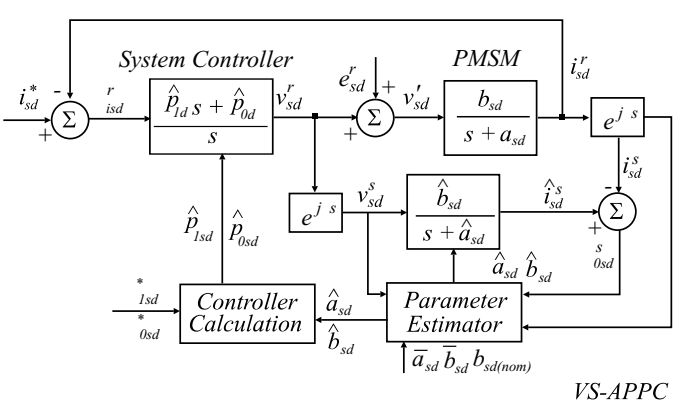 System Controller
PMSM
i_sd^r
i_sd^*
-
r
isd
p̂_1d s + p̂_0d
s
v_sd^r
e_sd^r
+
v'_sd
b_sd
s + a_sd
e^{j s}
+
Σ
+
Σ
i_sd^s
-
e^{j s}
v_sd^s
b̂_sd
s + â_sd
î_sd^s
Σ
+
s
0sd
p̂_1sd
p̂_0sd
â_sd b̂_sd
*
1sd
*
0sd
Controller
Calculation
â_sd
b̂_sd
Parameter
Estimator
a̅_sd b̅_sd b_sd(nom)
VS-APPC